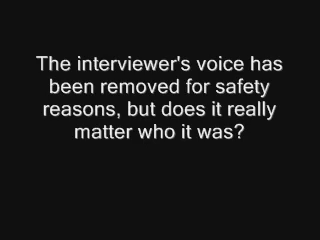 The interviewer's voice has
been removed for safety
reasons, but does it really
matter who it was?